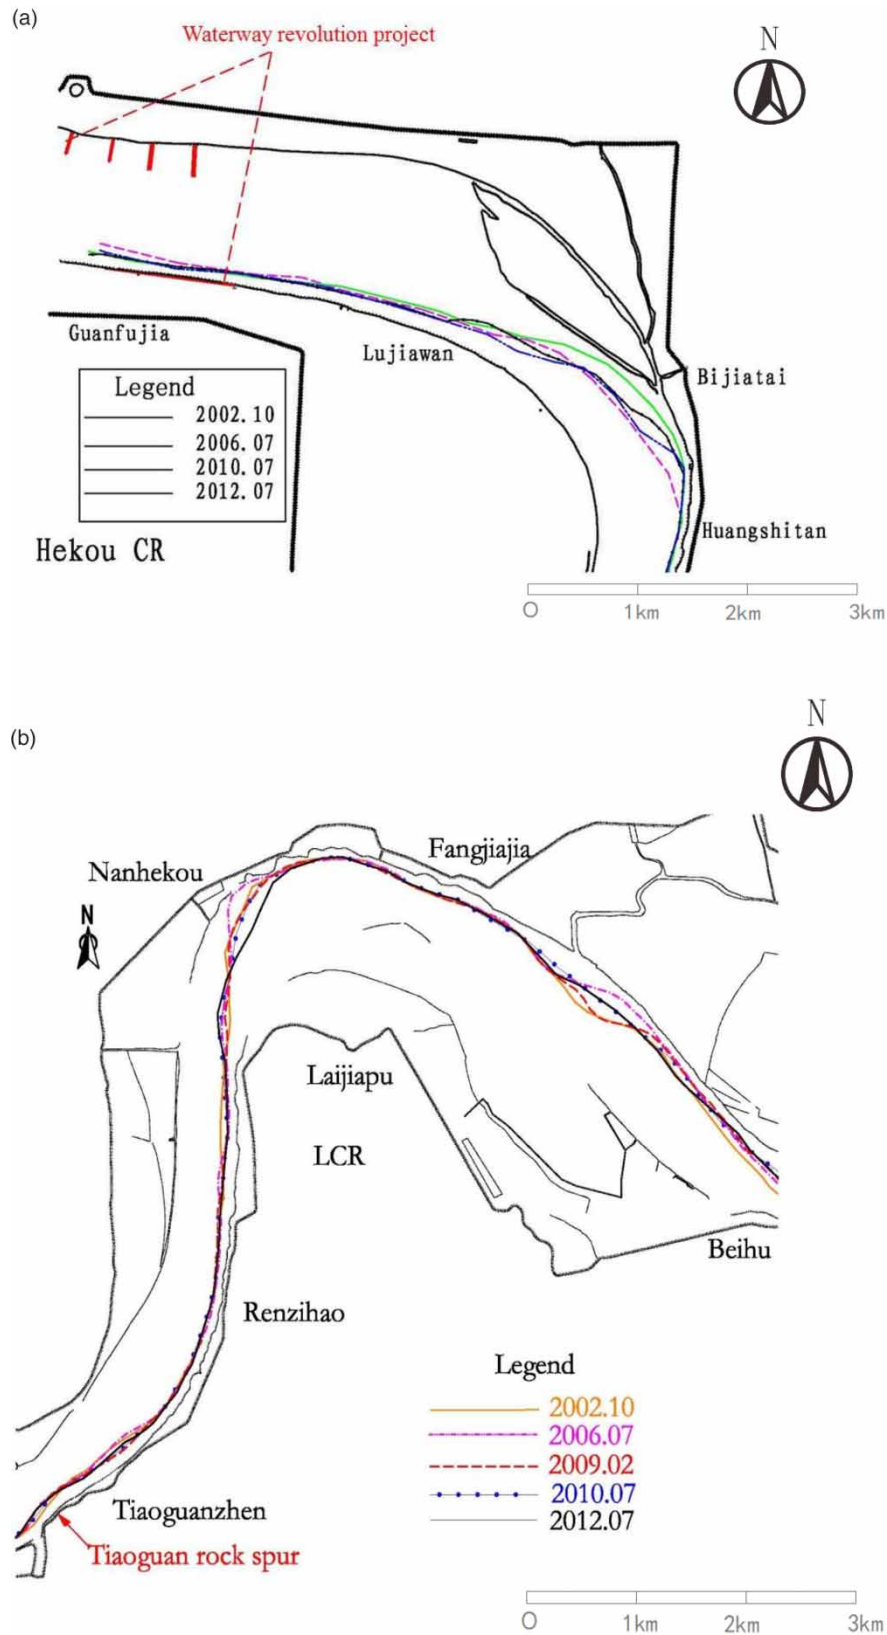 (a)
Waterway revolution project
N
Guanfujia
Lujiawan
Bijiatai
Legend
2002.10
2006.07
2010.07
2012.07
Huangshitan
Hekou CR
0 1km 2km 3km
(b)
N
Nanhekou
Fangjiajia
N
Laijiapu
LCR
Beihu
Renzihao
Legend
2002.10
2006.07
2009.02
2010.07
2012.07
Tiaoguanzhen
Tiaoguan rock spur
0 1km 2km 3km